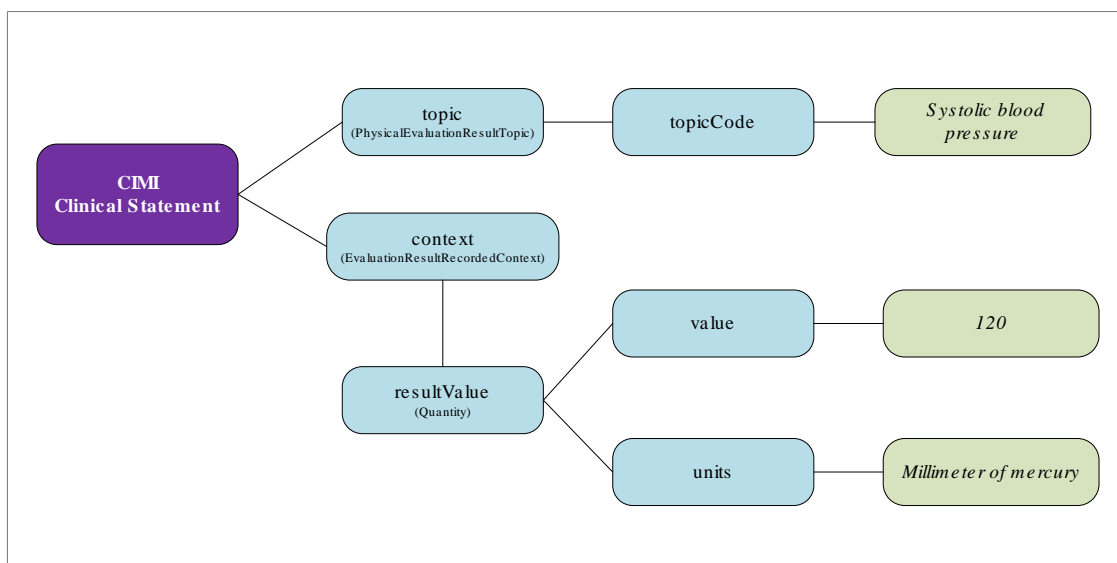 CIMI
Clinical Statement
topic
(PhysicalEvaluationResultTopic)
topicCode
Systolic blood
pressure
context
(EvaluationResultRecordedContext)
resultValue
(Quantity)
value
120
units
Millimeter of mercury